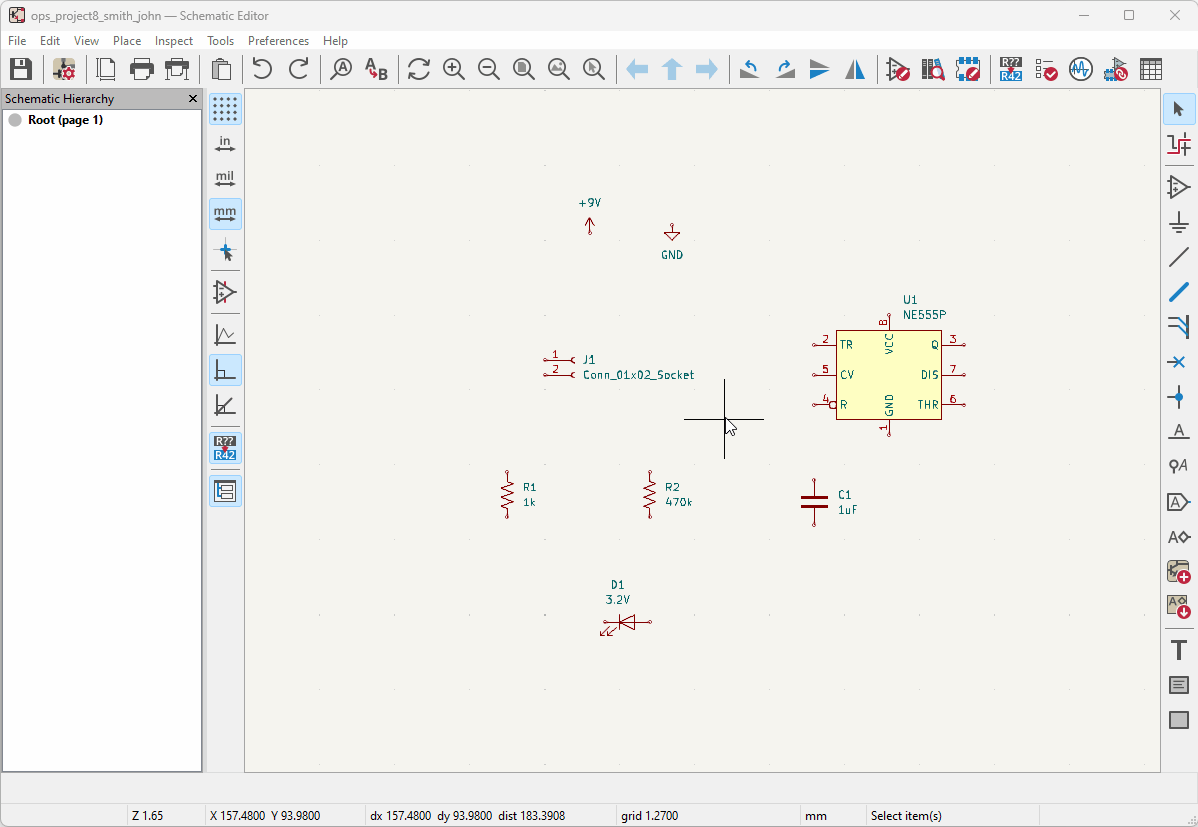 ops_project8_smith_john — Schematic Editor
File Edit View Place Inspect Tools Preferences Help
A
A B
R??
R42
Schematic Hierarchy
Root (page 1)
in
mil
mm
R??
R42
+9V
GND
U1
NE555P
8
VCC
2 TR
Q 3
5 CV
DIS 7
4 R
THR 6
GND
1
1 J1
2 Conn_01x02_Socket
R1
1k
R2
470k
C1
1uF
D1
3.2V
A
A
A
A
A
T
Z 1.65 X 157.4800 Y 93.9800 dx 157.4800 dy 93.9800 dist 183.3908 grid 1.2700 mm Select item(s)